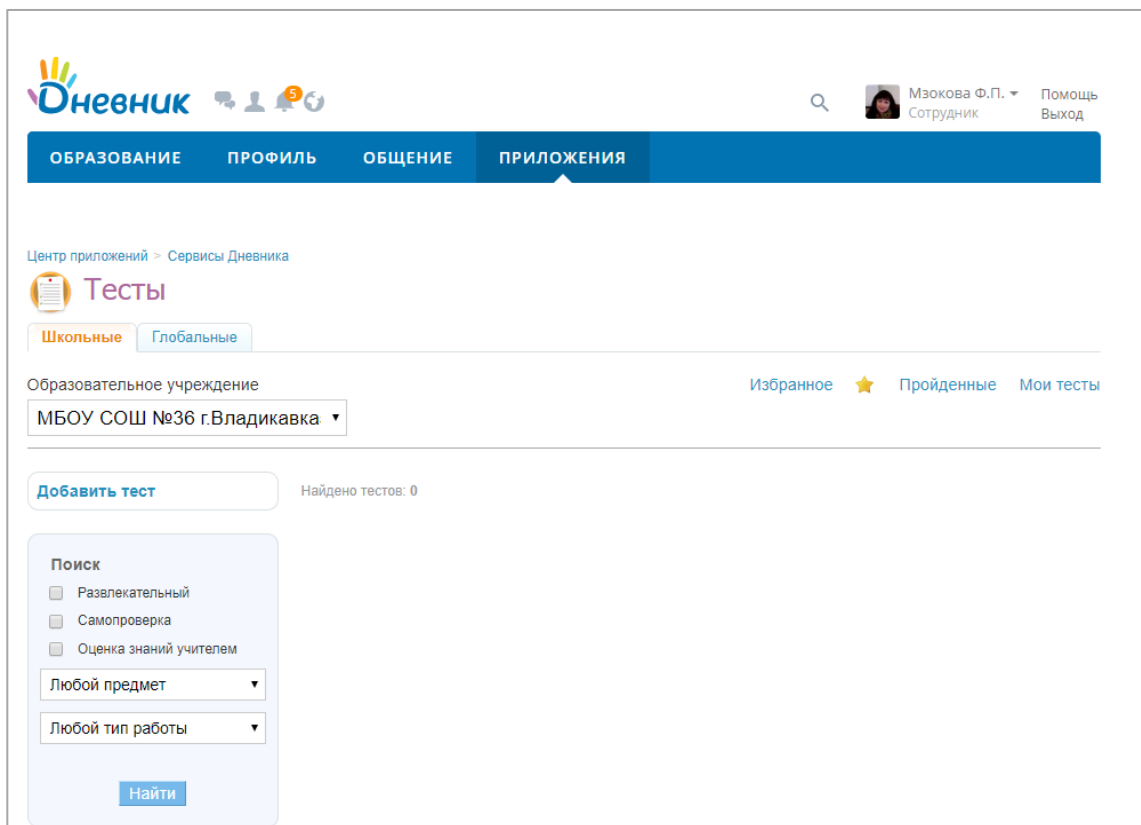 Дневник 5
Мзокова Ф.П.
Сотрудник
Помощь
Выход
ОБРАЗОВАНИЕ ПРОФИЛЬ ОБЩЕНИЕ ПРИЛОЖЕНИЯ
Центр приложений > Сервисы Дневника
Тесты
Школьные Глобальные
Образовательное учреждение
Избранное Пройденные Мои тесты
МБОУ СОШ №36 г.Владикавка
Добавить тест
Найдено тестов: 0
Поиск
Развлекательный
Самопроверка
Оценка знаний учителем
Любой предмет
Любой тип работы
Найти